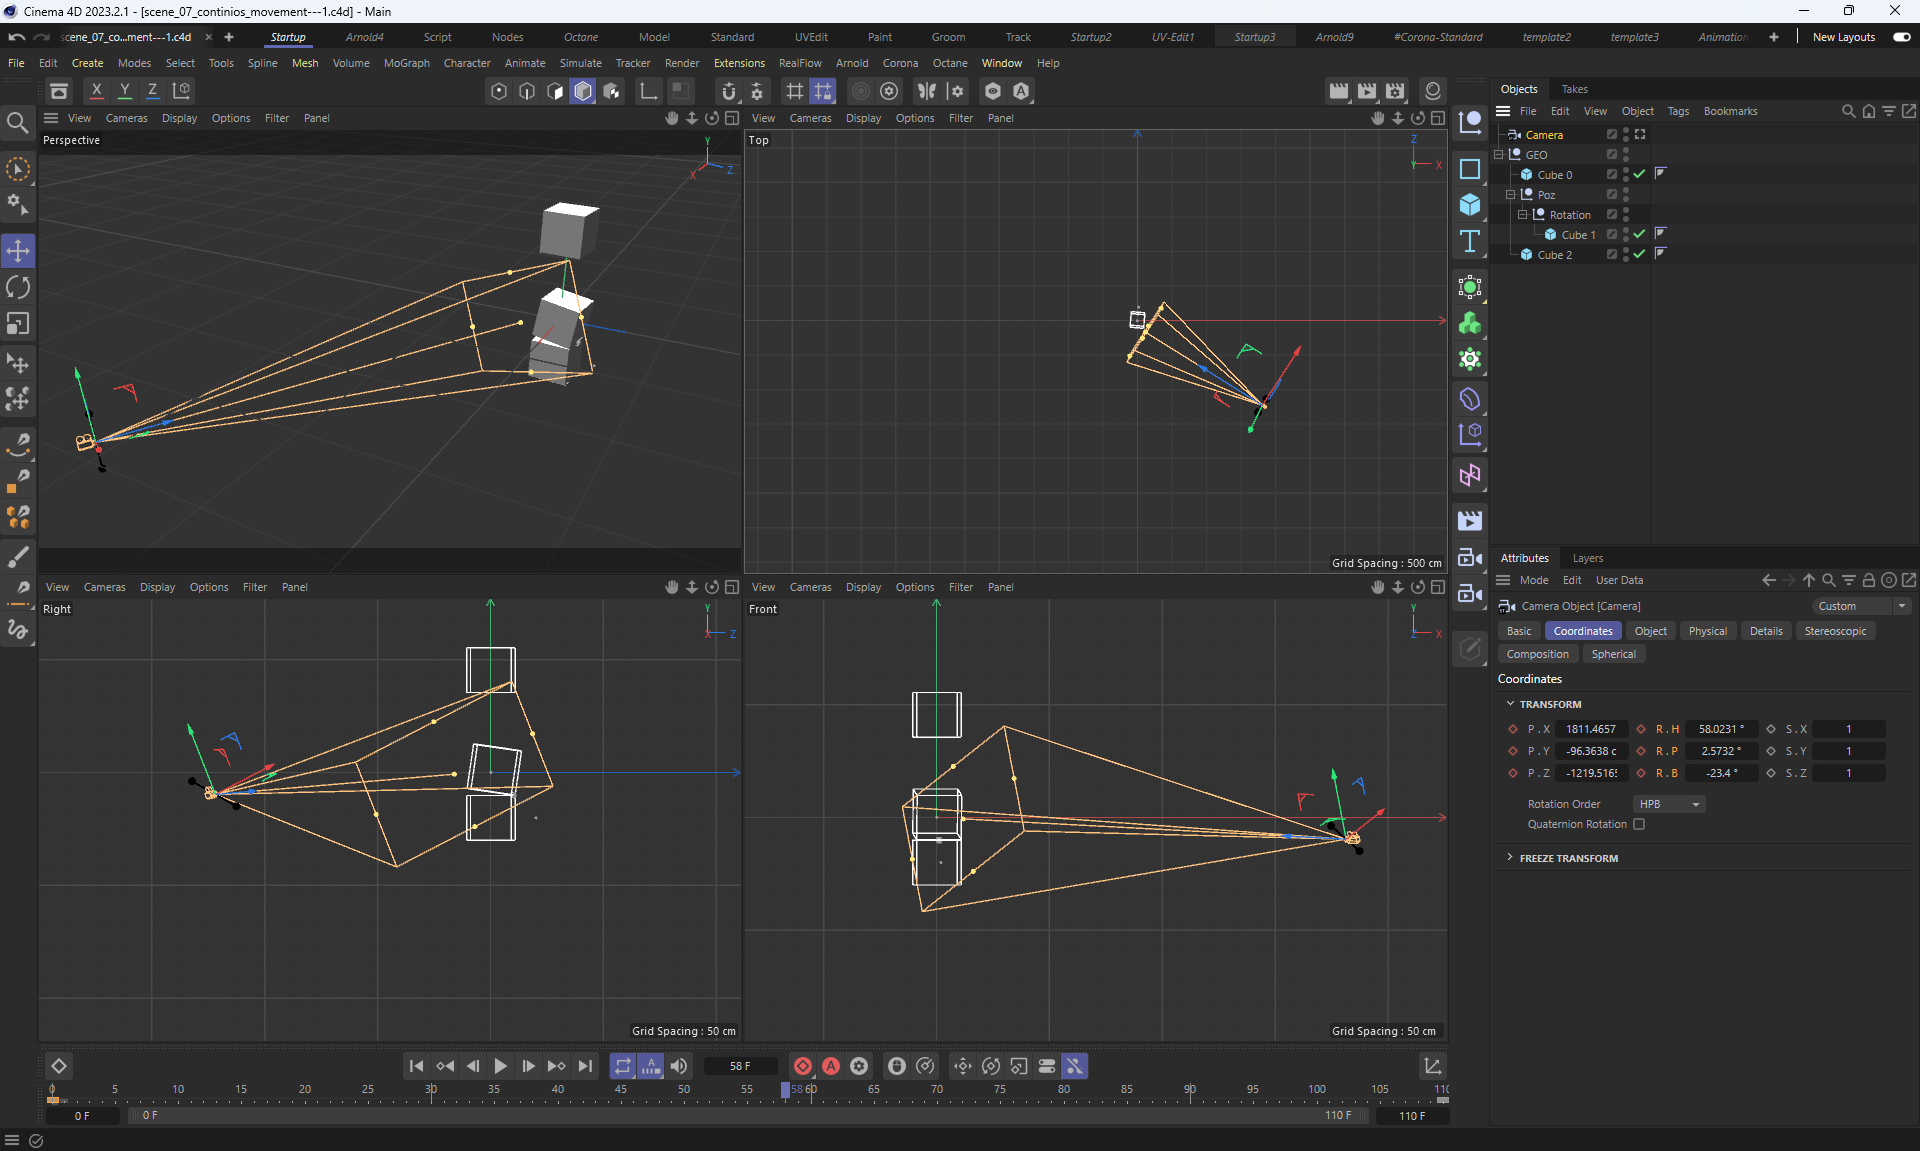 Cinema 4D 2023.2.1 - [scene_07_continios_movement---1.c4d] - Main
scene_07_co...ment---1.c4d × + Startup Arnold4 Script Nodes Octane Model Standard UVEdit Paint Groom Track Startup2 UV-Edit1 Startup3 Arnold9 #Corona-Standard template2 template3 Animation + New Layouts
File Edit Create Modes Select Tools Spline Mesh Volume MoGraph Character Animate Simulate Tracker Render Extensions RealFlow Arnold Corona Octane Window Help
X Y Z
Objects Takes
File Edit View Object Tags Bookmarks
View Cameras Display Options Filter Panel
View Cameras Display Options Filter Panel
Perspective
Y
Z
X
Top
Z
Y
X
Camera
GEO
Cube 0
Poz
Rotation
Cube 1
Cube 2
Grid Spacing : 500 cm
View Cameras Display Options Filter Panel
View Cameras Display Options Filter Panel
Right
Y
X
Z
Front
Y
Z
X
Grid Spacing : 50 cm
Grid Spacing : 50 cm
Attributes Layers
Mode Edit User Data
Camera Object [Camera] Custom
Basic Coordinates Object Physical Details Stereoscopic
Composition Spherical
Coordinates
TRANSFORM
P . X 1811.4657 R . H 58.0231 ° S . X 1
P . Y -96.3638 c R . P 2.5732 ° S . Y 1
P . Z -1219.516 R . B -23.4 ° S . Z 1
Rotation Order HPB
Quaternion Rotation
FREEZE TRANSFORM
58 F
0 5 10 15 20 25 30 35 40 45 50 55 58 60 65 70 75 80 85 90 95 100 105 110
0 F 0 F 110 F 110 F